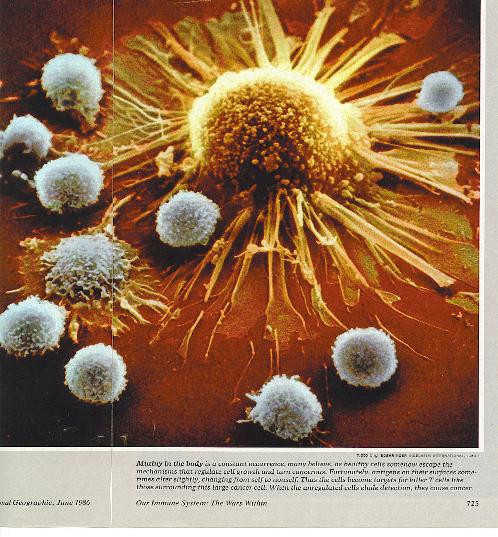 Mutiny in the body is a constant occurrence, many believe, as healthy cells somehow escape the
mechanisms that regulate cell growth and turn cancerous. Fortunately, antigens on their surfaces some-
times alter slightly, changing from self to nonself. Thus the cells become targets for killer T cells like
those surrounding this large cancer cell. When the unregulated cells elude detection, they cause cancer.
nal Geographic, June 1986
Our Immune System: The Wars Within
725